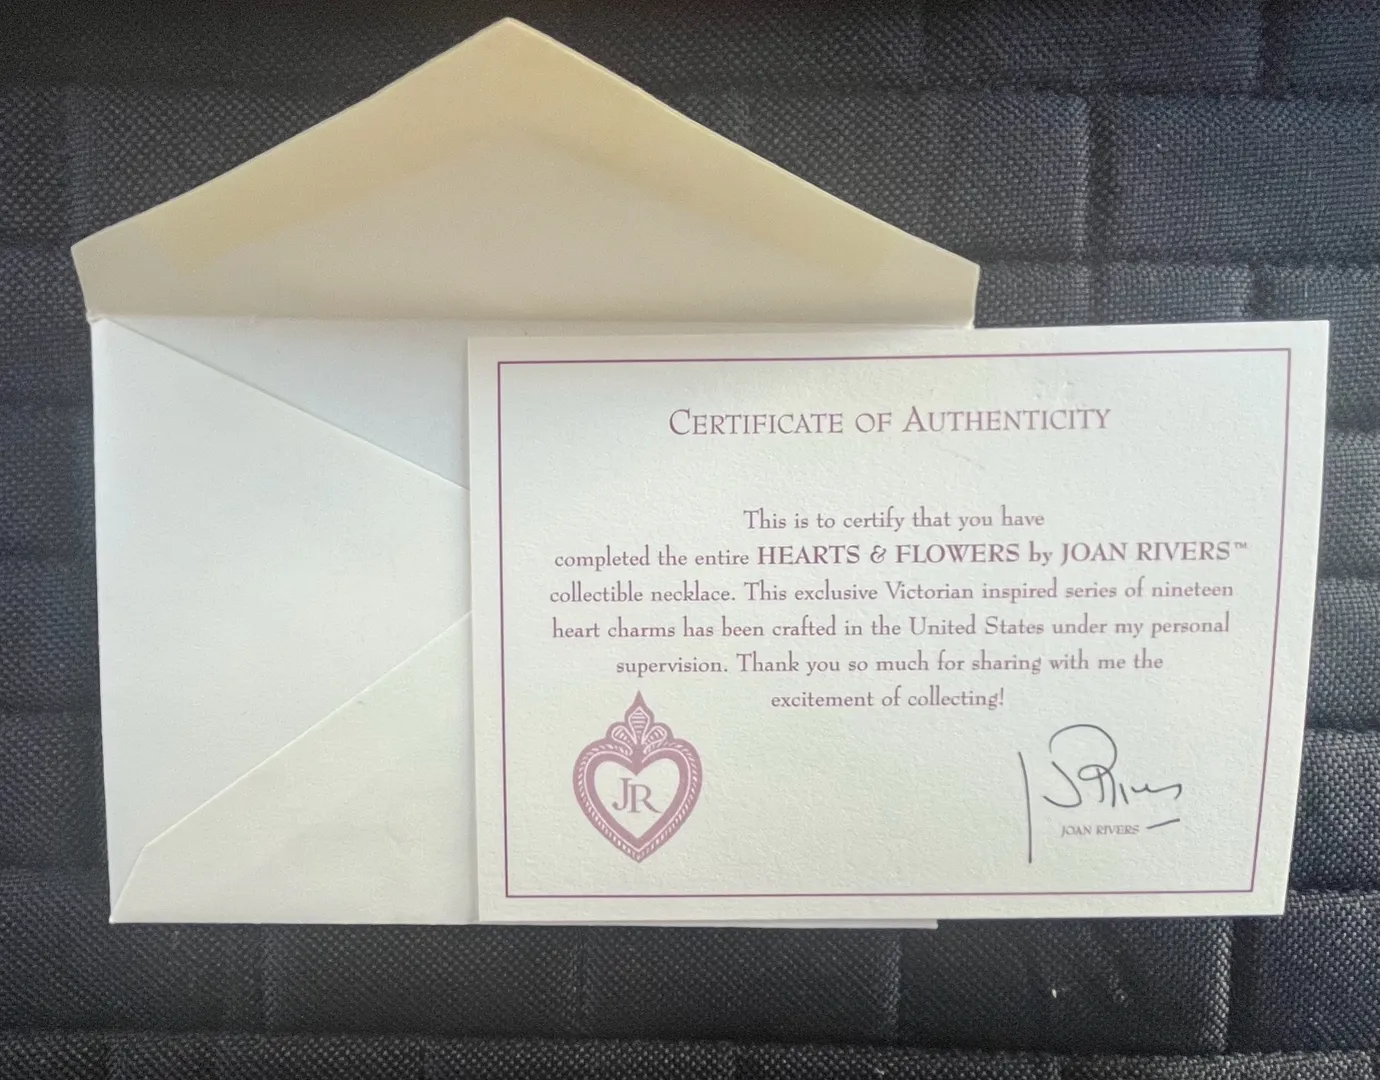 CERTIFICATE OF AUTHENTICITY
This is to certify that you have
completed the entire HEARTS & FLOWERS by JOAN RIVERS™
collectible necklace. This exclusive Victorian inspired series of nineteen
heart charms has been crafted in the United States under my personal
supervision. Thank you so much for sharing with me the
excitement of collecting!
JR
J Rivers
JOAN RIVERS